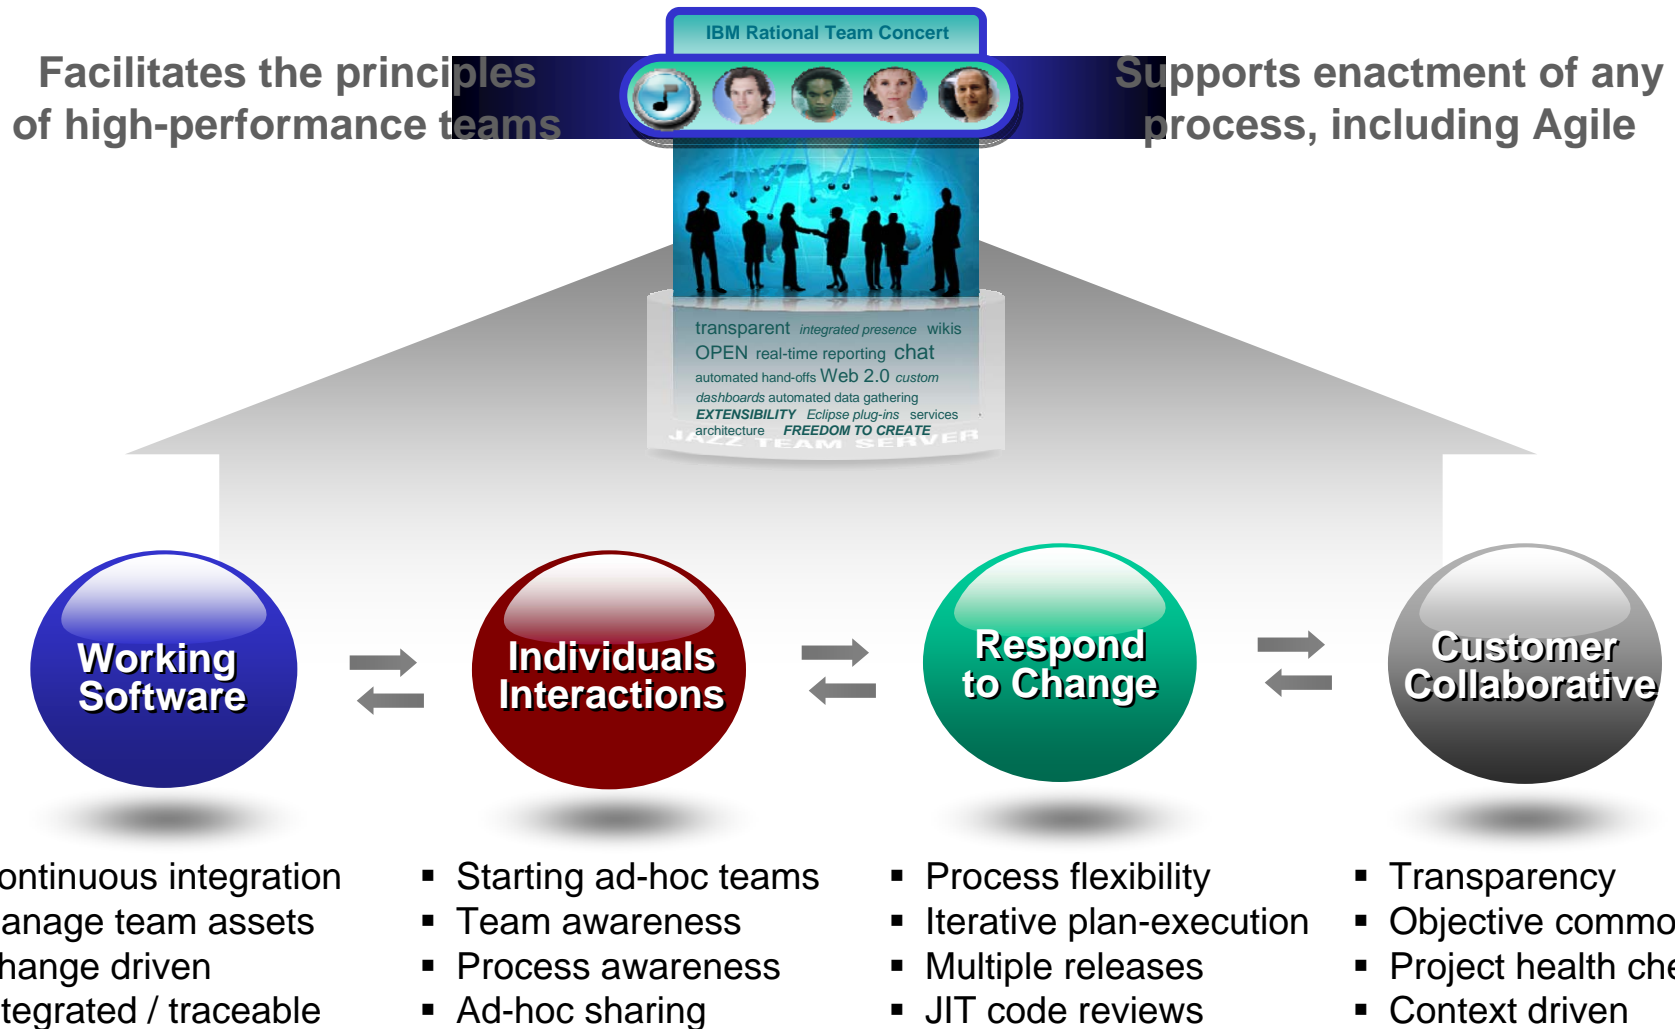 IBM Rational Team Concert
Facilitates the principles
of high-performance teams
Supports enactment of any
process, including Agile
transparent integrated presence wikis
OPEN real-time reporting chat
automated hand-offs Web 2.0 custom
dashboards automated data gathering
EXTENSIBILITY Eclipse plug-ins services
architecture FREEDOM TO CREATE
JAZZ TEAM SERVER
Working
Software
Individuals
Interactions
Respond
to Change
Customer
Collaborative
ontinuous integration
anage team assets
hange driven
tegrated / traceable
▪ Starting ad-hoc teams
▪ Team awareness
▪ Process awareness
▪ Ad-hoc sharing
▪ Process flexibility
▪ Iterative plan-execution
▪ Multiple releases
▪ JIT code reviews
▪ Transparency
▪ Objective commo
▪ Project health che
▪ Context driven